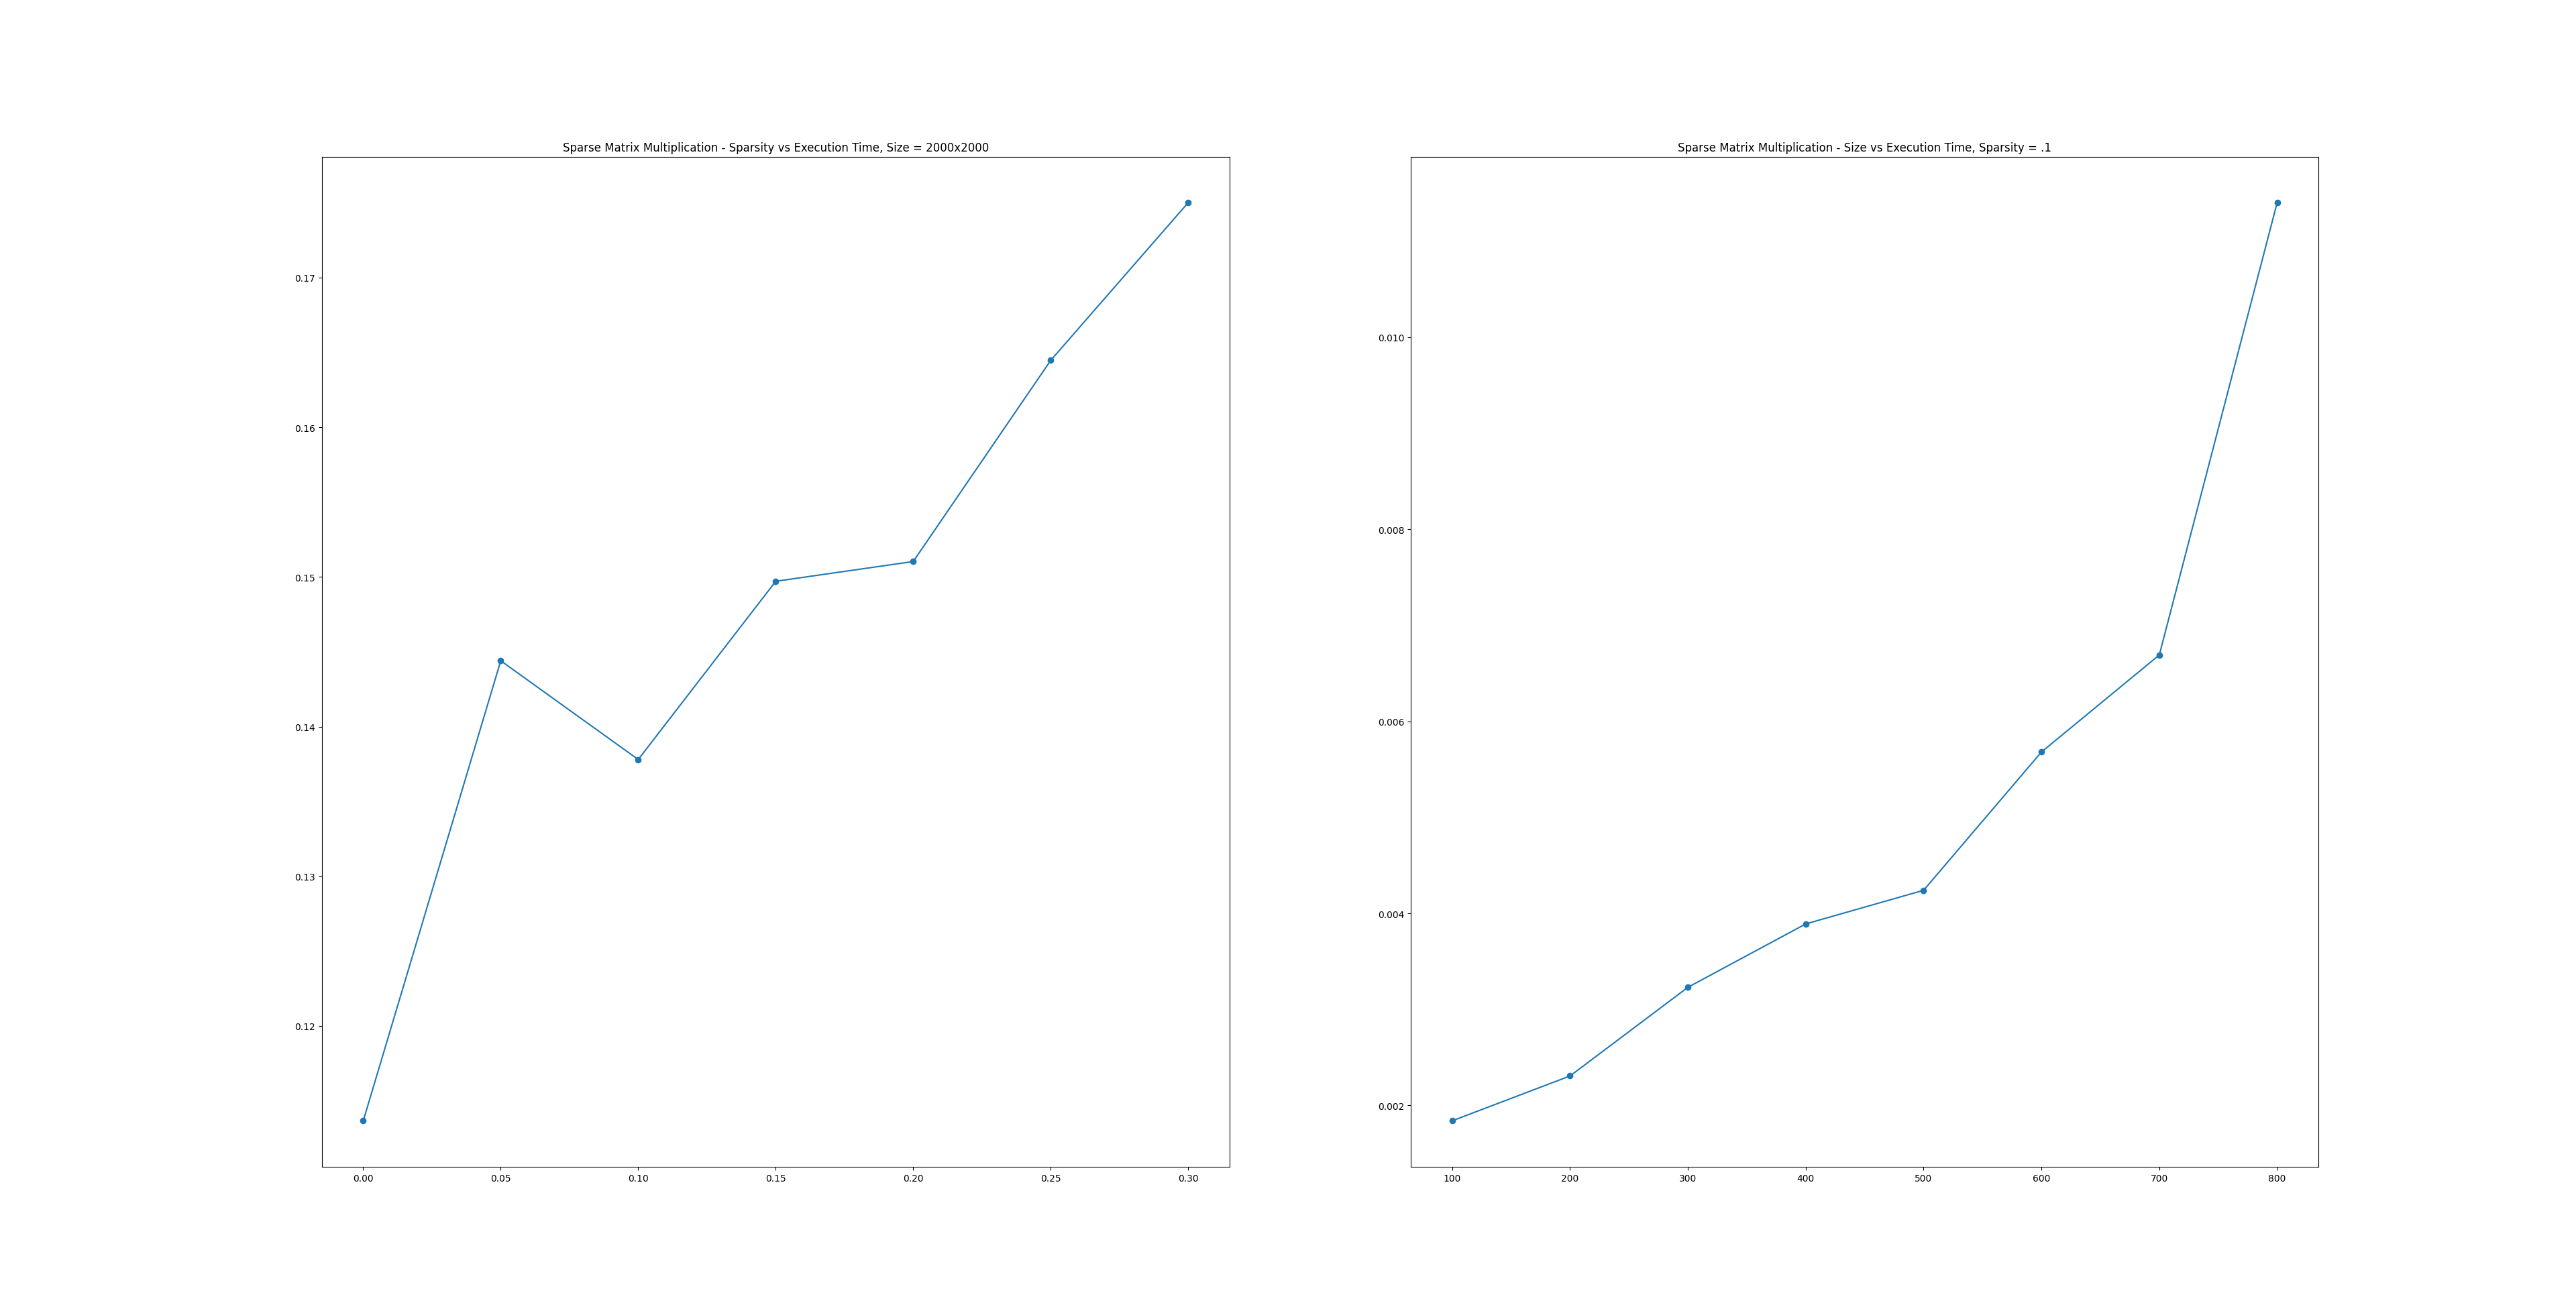 Sparse Matrix Multiplication - Sparsity vs Execution Time, Size = 2000x2000
0.17
0.16
0.15
0.14
0.13
0.12
0.00 0.05 0.10 0.15 0.20 0.25 0.30
Sparse Matrix Multiplication - Size vs Execution Time, Sparsity = .1
0.010
0.008
0.006
0.004
0.002
100 200 300 400 500 600 700 800